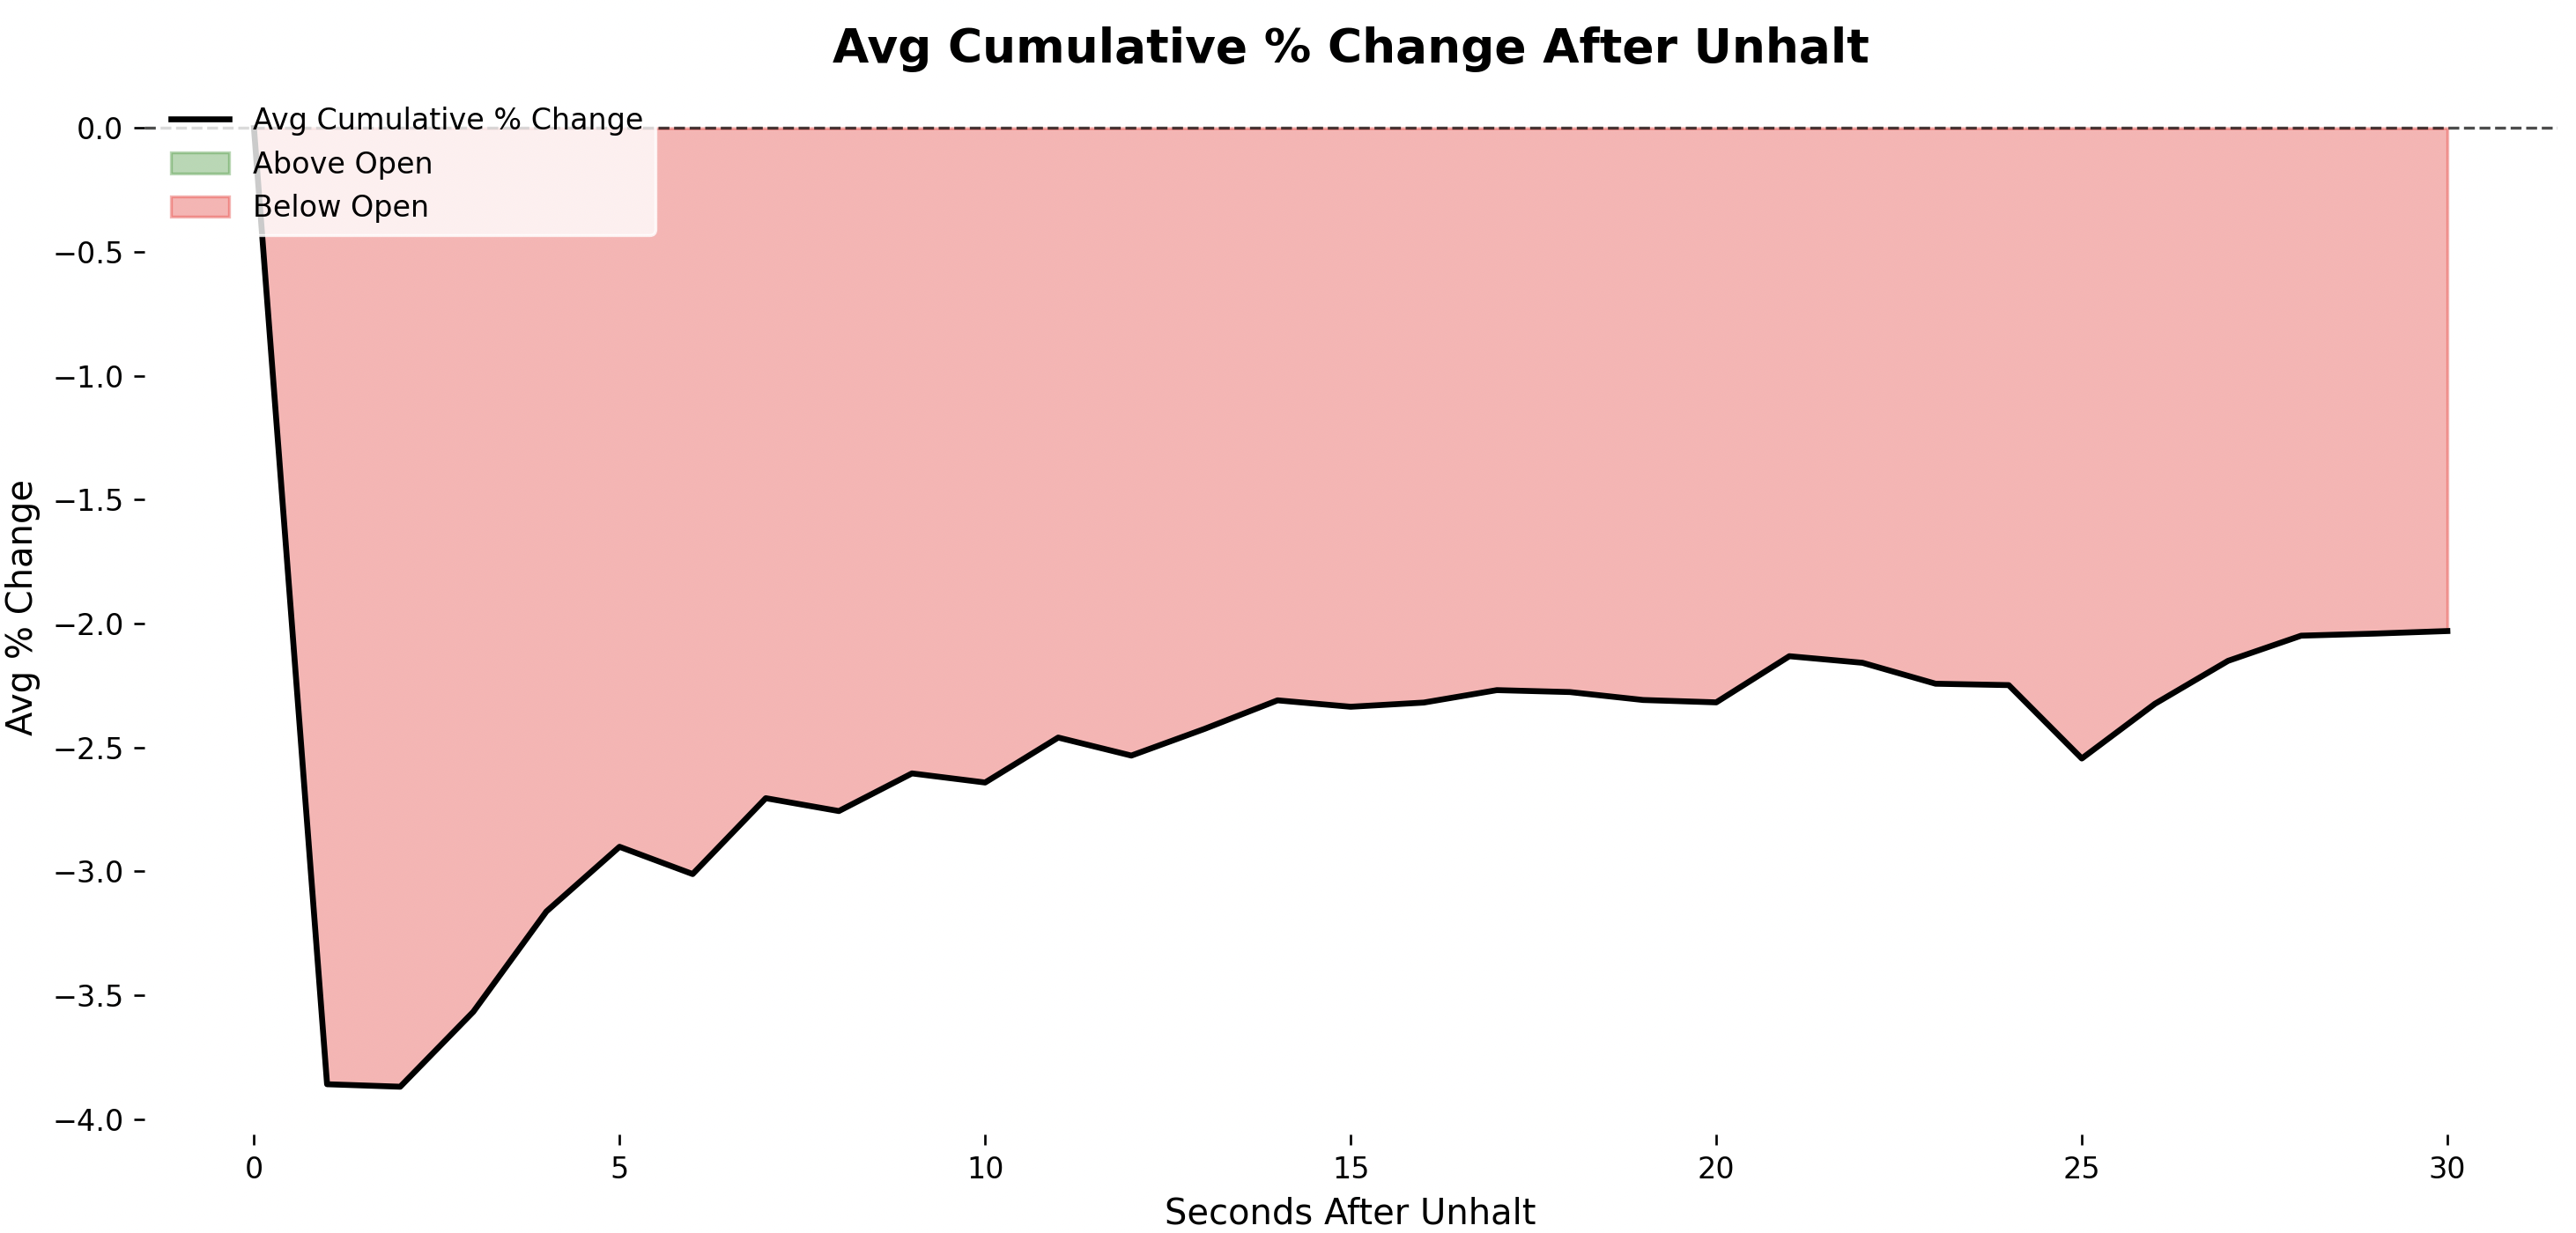 Avg Cumulative % Change After Unhalt
Avg Cumulative % Change
Above Open
Below Open
0.0
−0.5
−1.0
−1.5
−2.0
−2.5
−3.0
−3.5
−4.0
Avg % Change
0 5 10 15 20 25 30
Seconds After Unhalt